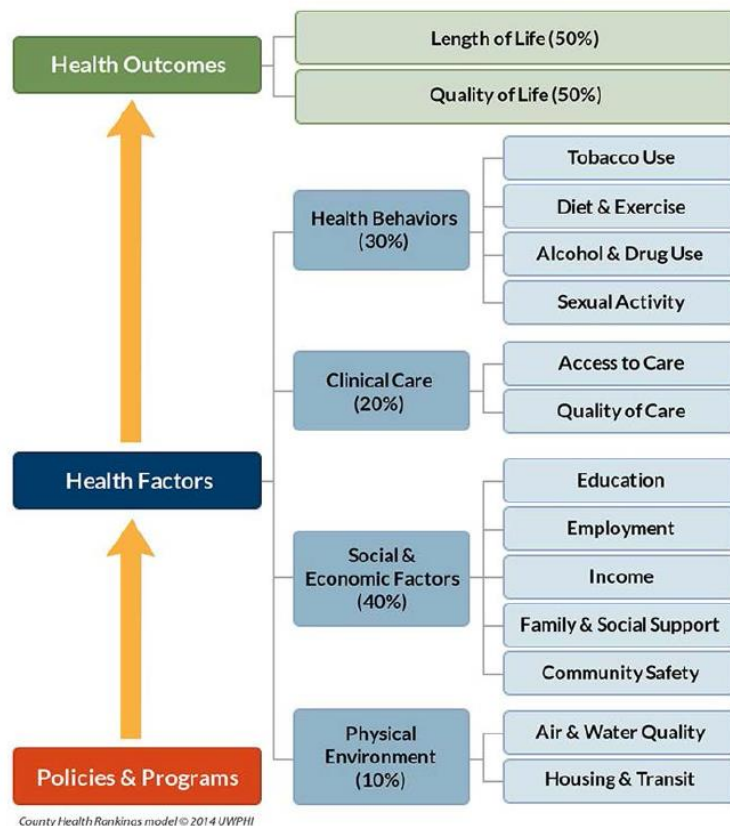 Health Outcomes
Length of Life (50%)
Quality of Life (50%)
Health Factors
Health Behaviors
(30%)
Tobacco Use
Diet & Exercise
Alcohol & Drug Use
Sexual Activity
Clinical Care
(20%)
Access to Care
Quality of Care
Social &
Economic Factors
(40%)
Education
Employment
Income
Family & Social Support
Community Safety
Physical
Environment
(10%)
Air & Water Quality
Housing & Transit
Policies & Programs
County Health Rankings model © 2014 UWPHI